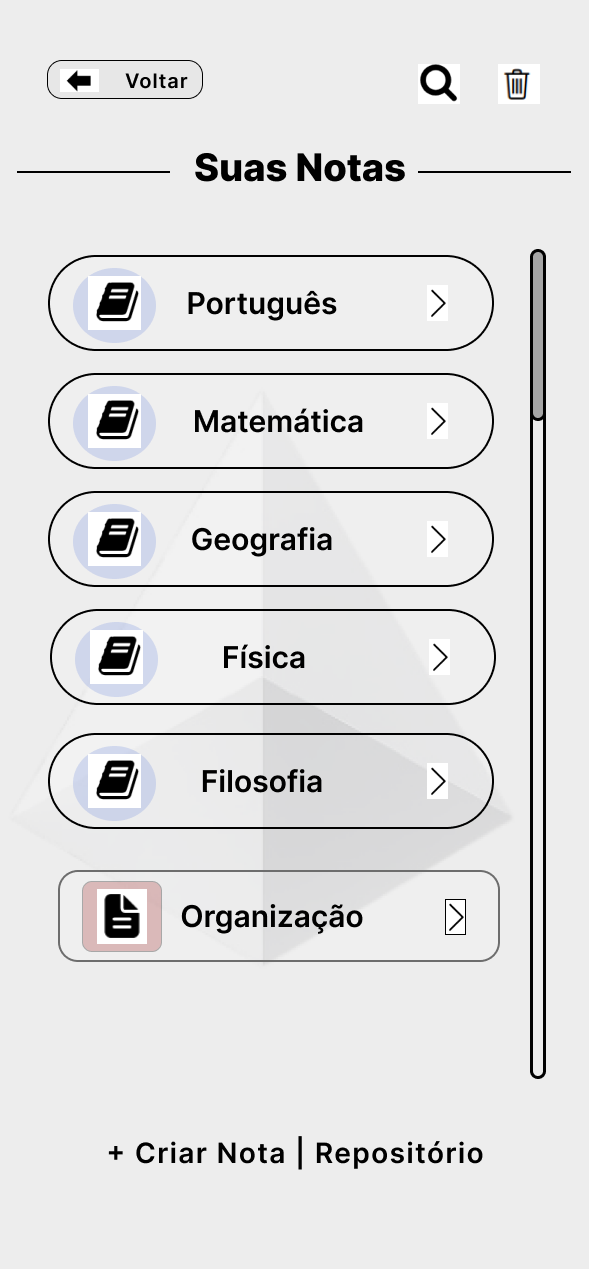 Voltar
Suas Notas
Português
Matemática
Geografia
Física
Filosofia
Organização
+ Criar Nota | Repositório